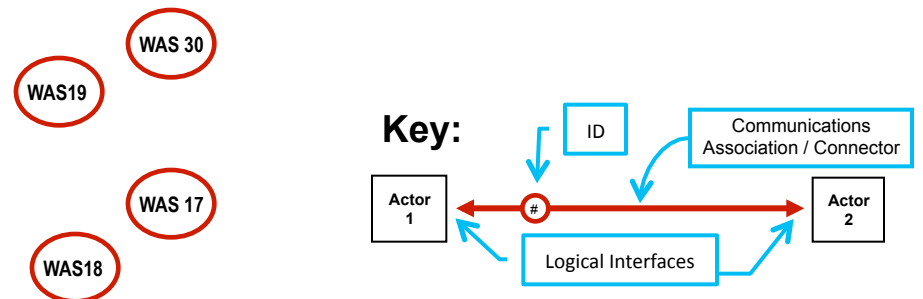 WAS 30
WAS19
WAS 17
WAS18
Key:
ID
Communications
Association / Connector
Actor
1
#
Actor
2
Logical Interfaces